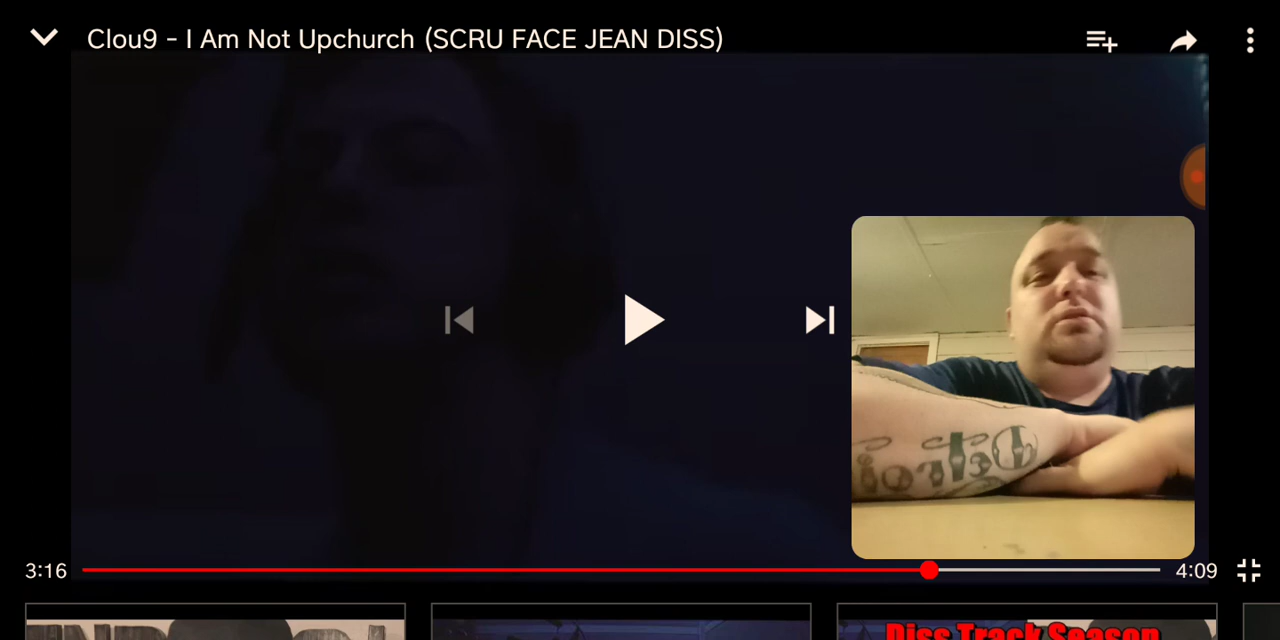 Clou9 - I Am Not Upchurch (SCRU FACE JEAN DISS)
Detroit
3:16
4:09
Diss Track Season